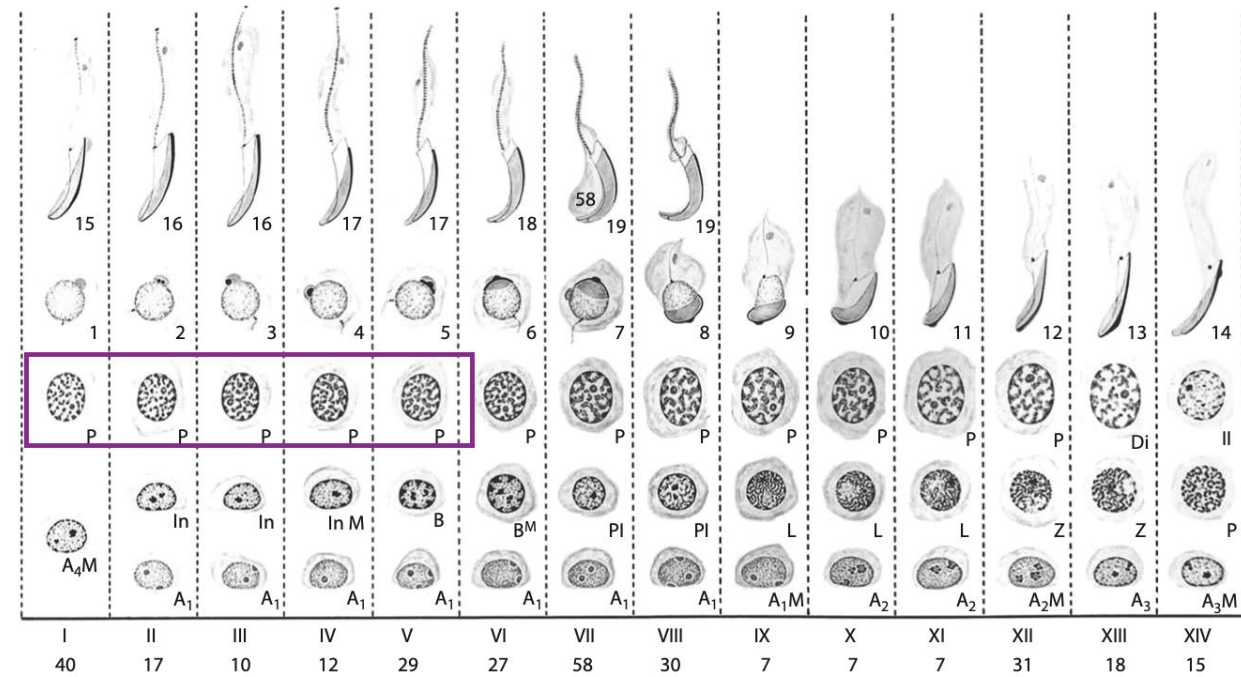 58
15 16 16 17 17 18 19 19
1 2 3 4 5 6 7 8 9 10 11 12 13 14
P P P P P P P P P P P P Di II
In In In M B Bᴹ Pl Pl L L L Z Z P
A₄M
A₁ A₁ A₁ A₁ A₁ A₁ A₁ A₁M A₂ A₂ A₂M A₃ A₃M
I II III IV V VI VII VIII IX X XI XII XIII XIV
40 17 10 12 29 27 58 30 7 7 7 31 18 15